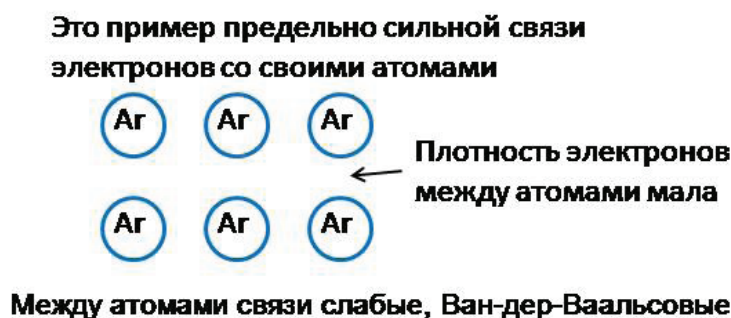 Это пример предельно сильной связи
электронов со своими атомами
Ar Ar Ar
Плотность электронов
между атомами мала
Ar Ar Ar
Между атомами связи слабые, Ван-дер-Ваальсовые